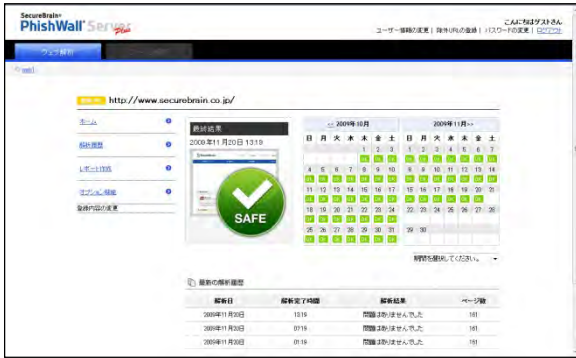 SecureBrain
PhishWall Server Plus
こんにちはゲストさん
ユーザー情報の変更 | 除外URLの登録 | パスワードの変更 | ログアウト
ウェブ解析
http://www.securebrain.co.jp/
ホーム
解析履歴
レポート作成
オプション機能
登録内容の変更
最終結果
2009年11月20日 13:19
SAFE
<< 2009年10月
日 月 火 水 木 金 土
1 2 3
4 5 6 7 8 9 10
11 12 13 14 15 16 17
18 19 20 21 22 23 24
25 26 27 28 29 30 31
2009年11月 >>
日 月 火 水 木 金 土
1 2 3 4 5 6 7
8 9 10 11 12 13 14
15 16 17 18 19 20 21
22 23 24 25 26 27 28
29 30
期間を選択してください。
最新の解析履歴
解析日 解析完了時間 解析結果 ページ数
2009年11月20日 13:19 問題はありませんでした 161
2009年11月20日 07:19 問題はありませんでした 161
2009年11月20日 01:19 問題はありませんでした 161